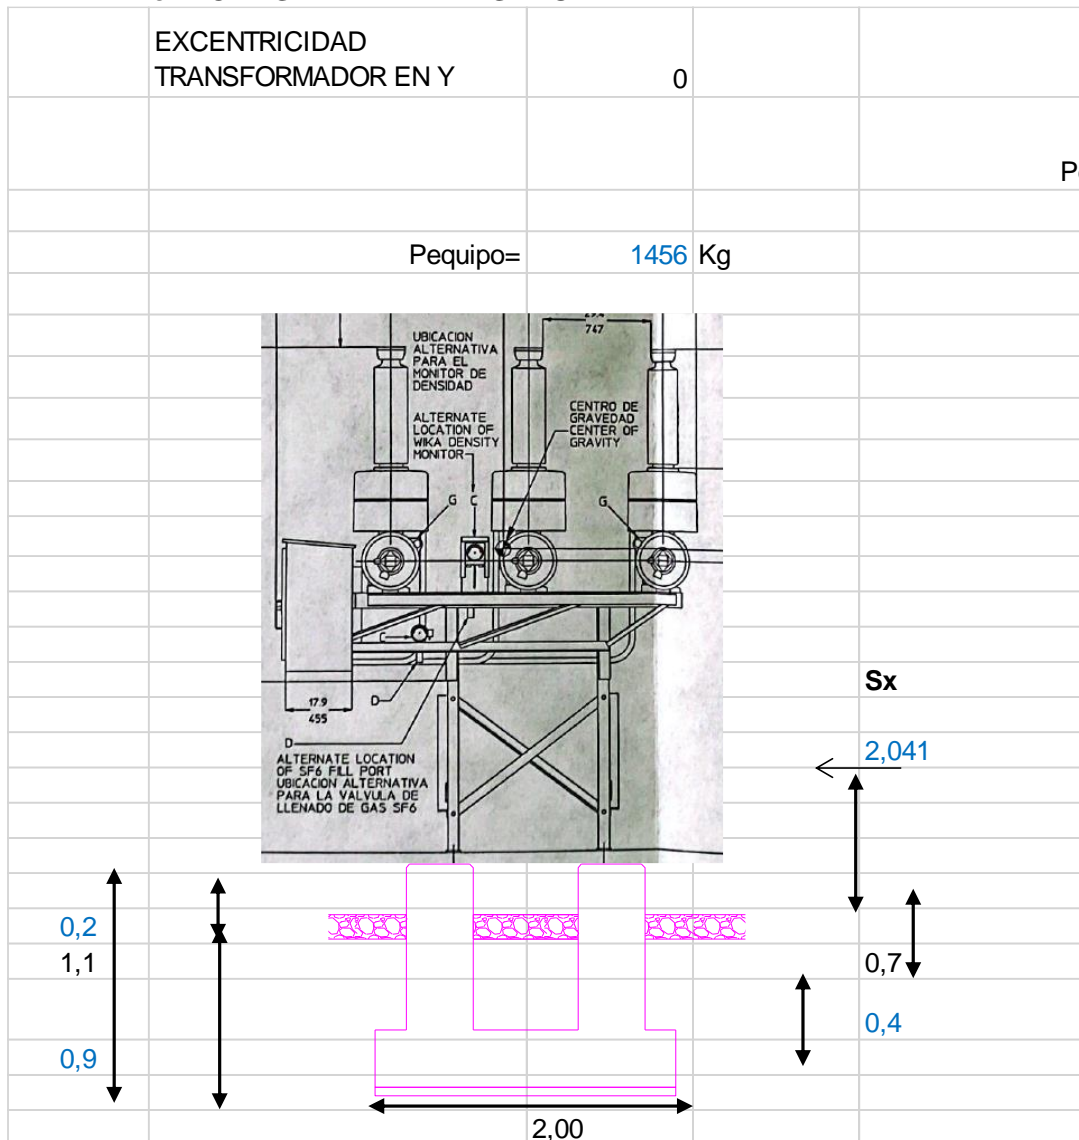 EXCENTRICIDAD
TRANSFORMADOR EN Y 0
Pequipo= 1456 Kg
747
UBICACION
ALTERNATIVA
PARA EL
MONITOR DE
DENSIDAD
ALTERNATE
LOCATION OF
WIKA DENSITY
MONITOR
CENTRO DE
GRAVEDAD
CENTER OF
GRAVITY
G C G
C
D
17.9
455
D
ALTERNATE LOCATION
OF SF6 FILL PORT
UBICACION ALTERNATIVA
PARA LA VALVULA DE
LLENADO DE GAS SF6
Sx
2,041
0,2
1,1 0,7
0,4
0,9
2,00